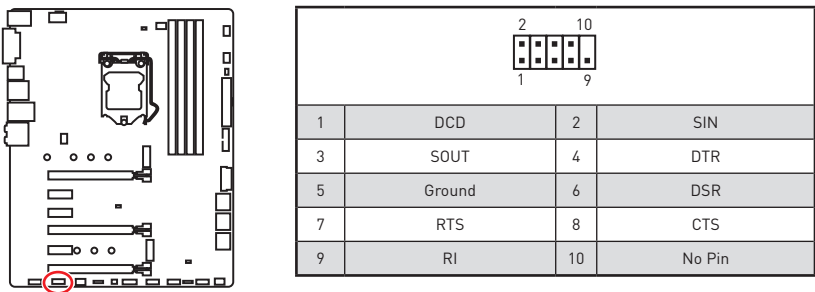 2 10
1 9
1 DCD 2 SIN
3 SOUT 4 DTR
5 Ground 6 DSR
7 RTS 8 CTS
9 RI 10 No Pin